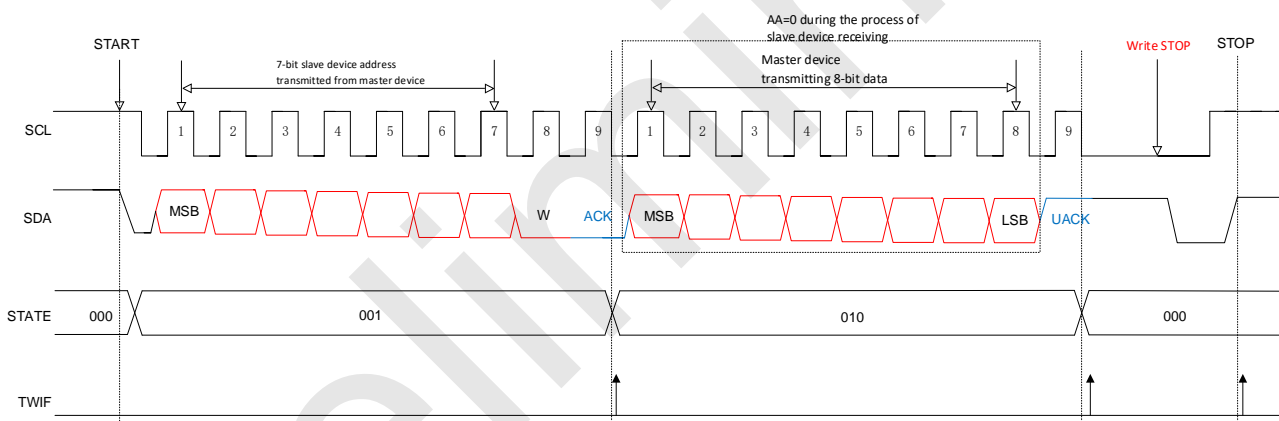 AA=0 during the process of
slave device receiving
START
Write STOP
STOP
7-bit slave device address
transmitted from master device
Master device
transmitting 8-bit data
SCL 1 2 3 4 5 6 7 8 9 1 2 3 4 5 6 7 8 9
SDA MSB W ACK MSB LSB UACK
STATE 000 001 010 000
TWIF